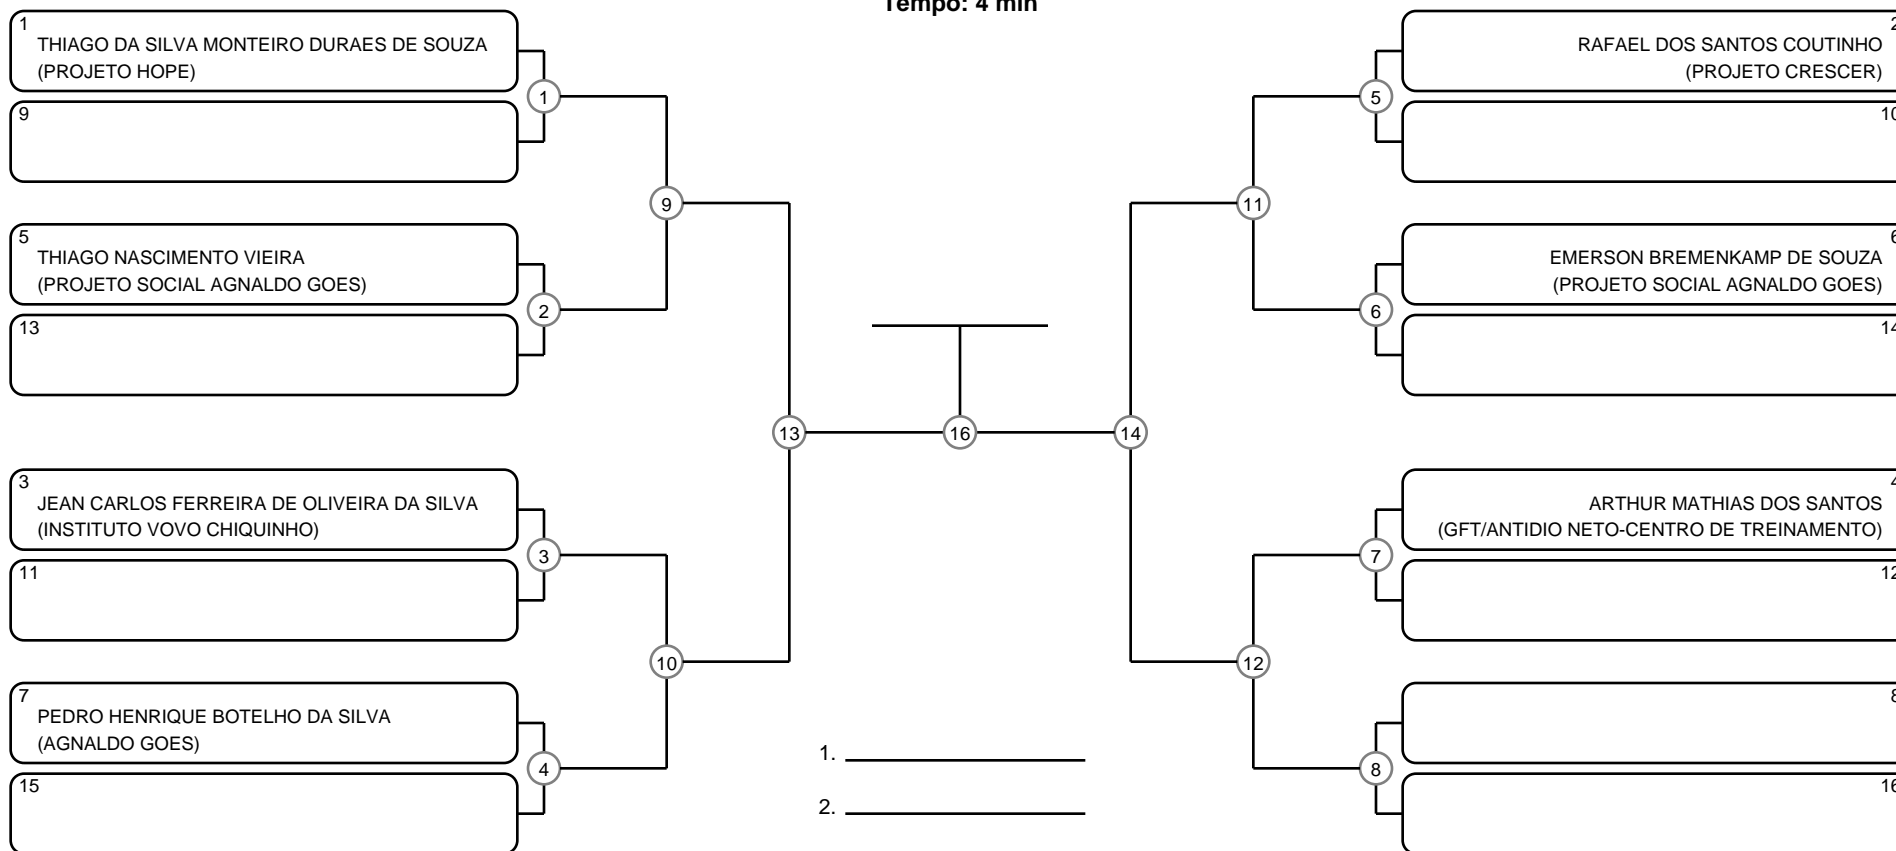 Tempo: 4 min
1
THIAGO DA SILVA MONTEIRO DURAES DE SOUZA
(PROJETO HOPE)
9
1
5
THIAGO NASCIMENTO VIEIRA
(PROJETO SOCIAL AGNALDO GOES)
13
2
9
3
JEAN CARLOS FERREIRA DE OLIVEIRA DA SILVA
(INSTITUTO VOVO CHIQUINHO)
11
3
7
PEDRO HENRIQUE BOTELHO DA SILVA
(AGNALDO GOES)
15
4
10
13
16
14
1.
2.
2
RAFAEL DOS SANTOS COUTINHO
(PROJETO CRESCER)
10
5
6
EMERSON BREMENKAMP DE SOUZA
(PROJETO SOCIAL AGNALDO GOES)
14
6
11
4
ARTHUR MATHIAS DOS SANTOS
(GFT/ANTIDIO NETO-CENTRO DE TREINAMENTO)
12
7
8
16
8
12